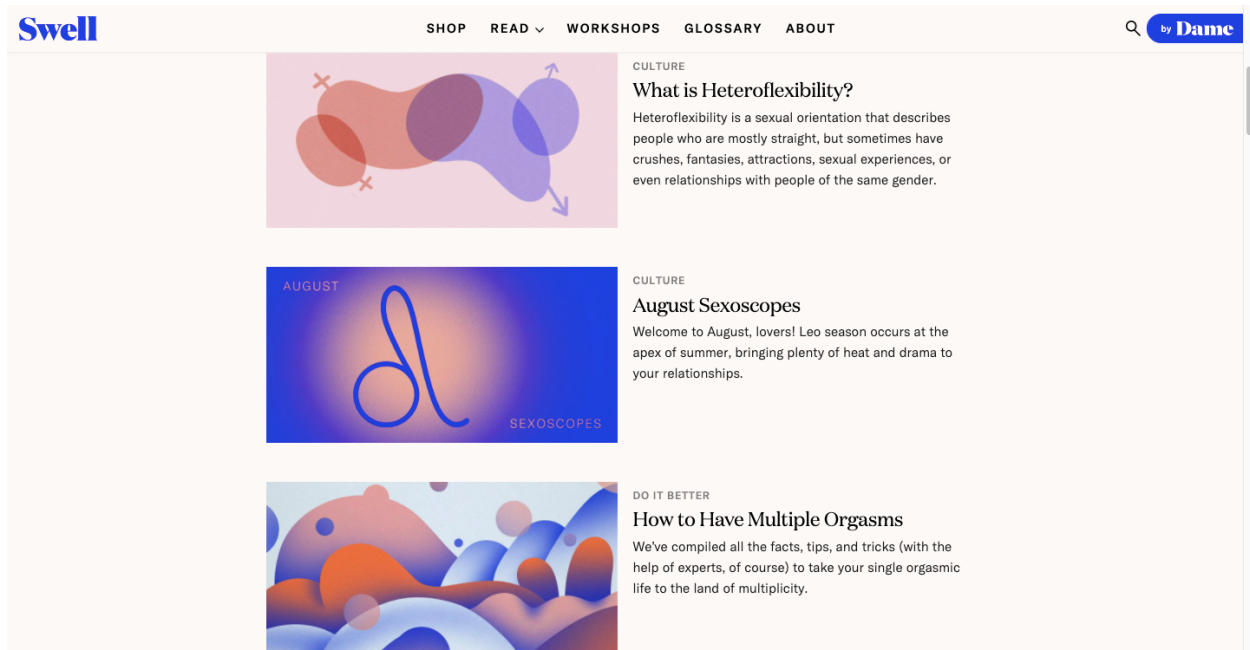 Swell
SHOP READ WORKSHOPS GLOSSARY ABOUT
by Dame
CULTURE
What is Heteroflexibility?
Heteroflexibility is a sexual orientation that describes
people who are mostly straight, but sometimes have
crushes, fantasies, attractions, sexual experiences, or
even relationships with people of the same gender.
AUGUST
SEXOSCOPES
CULTURE
August Sexoscopes
Welcome to August, lovers! Leo season occurs at the
apex of summer, bringing plenty of heat and drama to
your relationships.
DO IT BETTER
How to Have Multiple Orgasms
We've compiled all the facts, tips, and tricks (with the
help of experts, of course) to take your single orgasmic
life to the land of multiplicity.